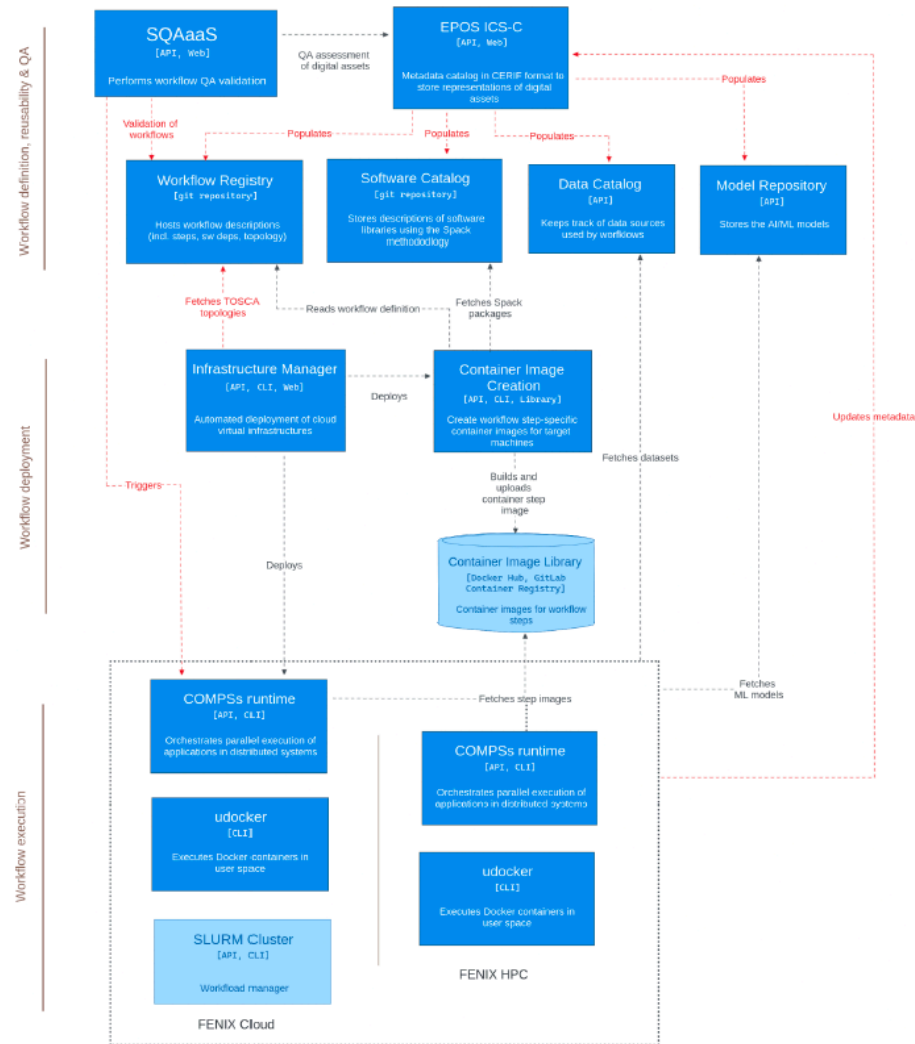 SQAaaS
[API, Web]
Performs workflow QA validation
QA assessment
of digital assets
EPOS ICS-C
[API, Web]
Metadata catalog in CERIF format to
store representations of digital
assets
Workflow definition, reusability & QA
Validation of
workflows
Populates
Populates
Populates
Populates
Workflow Registry
[git repository]
Hosts workflow descriptions
(incl. steps, sw deps, topology)
Software Catalog
[git repository]
Stores descriptions of software
libraries using the Spack
methododlogy
Data Catalog
[API]
Keeps track of data sources
used by worfklows
Model Repository
[API]
Stores the AI/ML models
Fetches TOSCA
topologies
Reads workflow definition
Fetches Spack
packages
Workflow deployment
Infrastructure Manager
[API, CLI, Web]
Automated deployment of cloud
virtual infrastructures
Deploys
Container Image
Creation
[API, CLI, Library]
Create workflow step-specific
container images for target
machines
Updates metadata
Fetches datasets
Triggers
Builds and
uploads
container step
image
Deploys
Container Image Library
[Docker Hub, GitLab
Container Registry]
Container images for workflow
steps
Fetches
ML models
Workflow execution
COMPSs runtime
[API, CLI]
Orchestrates parallel execution of
applications in distributed systems
Fetches step images
COMPSs runtime
[API, CLI]
Orchestrates parallel execution of
applications in distributed systems
udocker
[CLI]
Executes Docker containers in
user space
udocker
[CLI]
Executes Docker containers in
user space
SLURM Cluster
[API, CLI]
Workload manager
FENIX HPC
FENIX Cloud